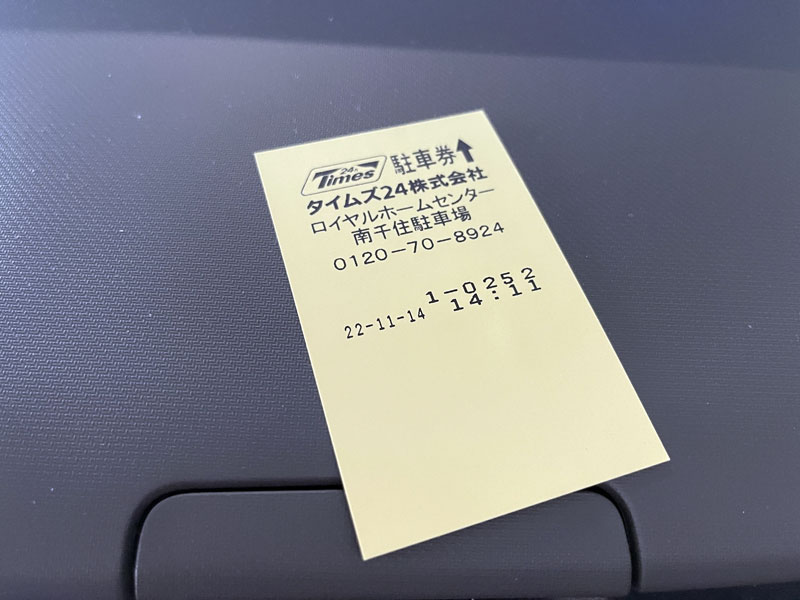 24h Times 駐車券↑
タイムズ24株式会社
ロイヤルホームセンター
南千住駐車場
0120-70-8924
1-0252
22-11-14 14:11